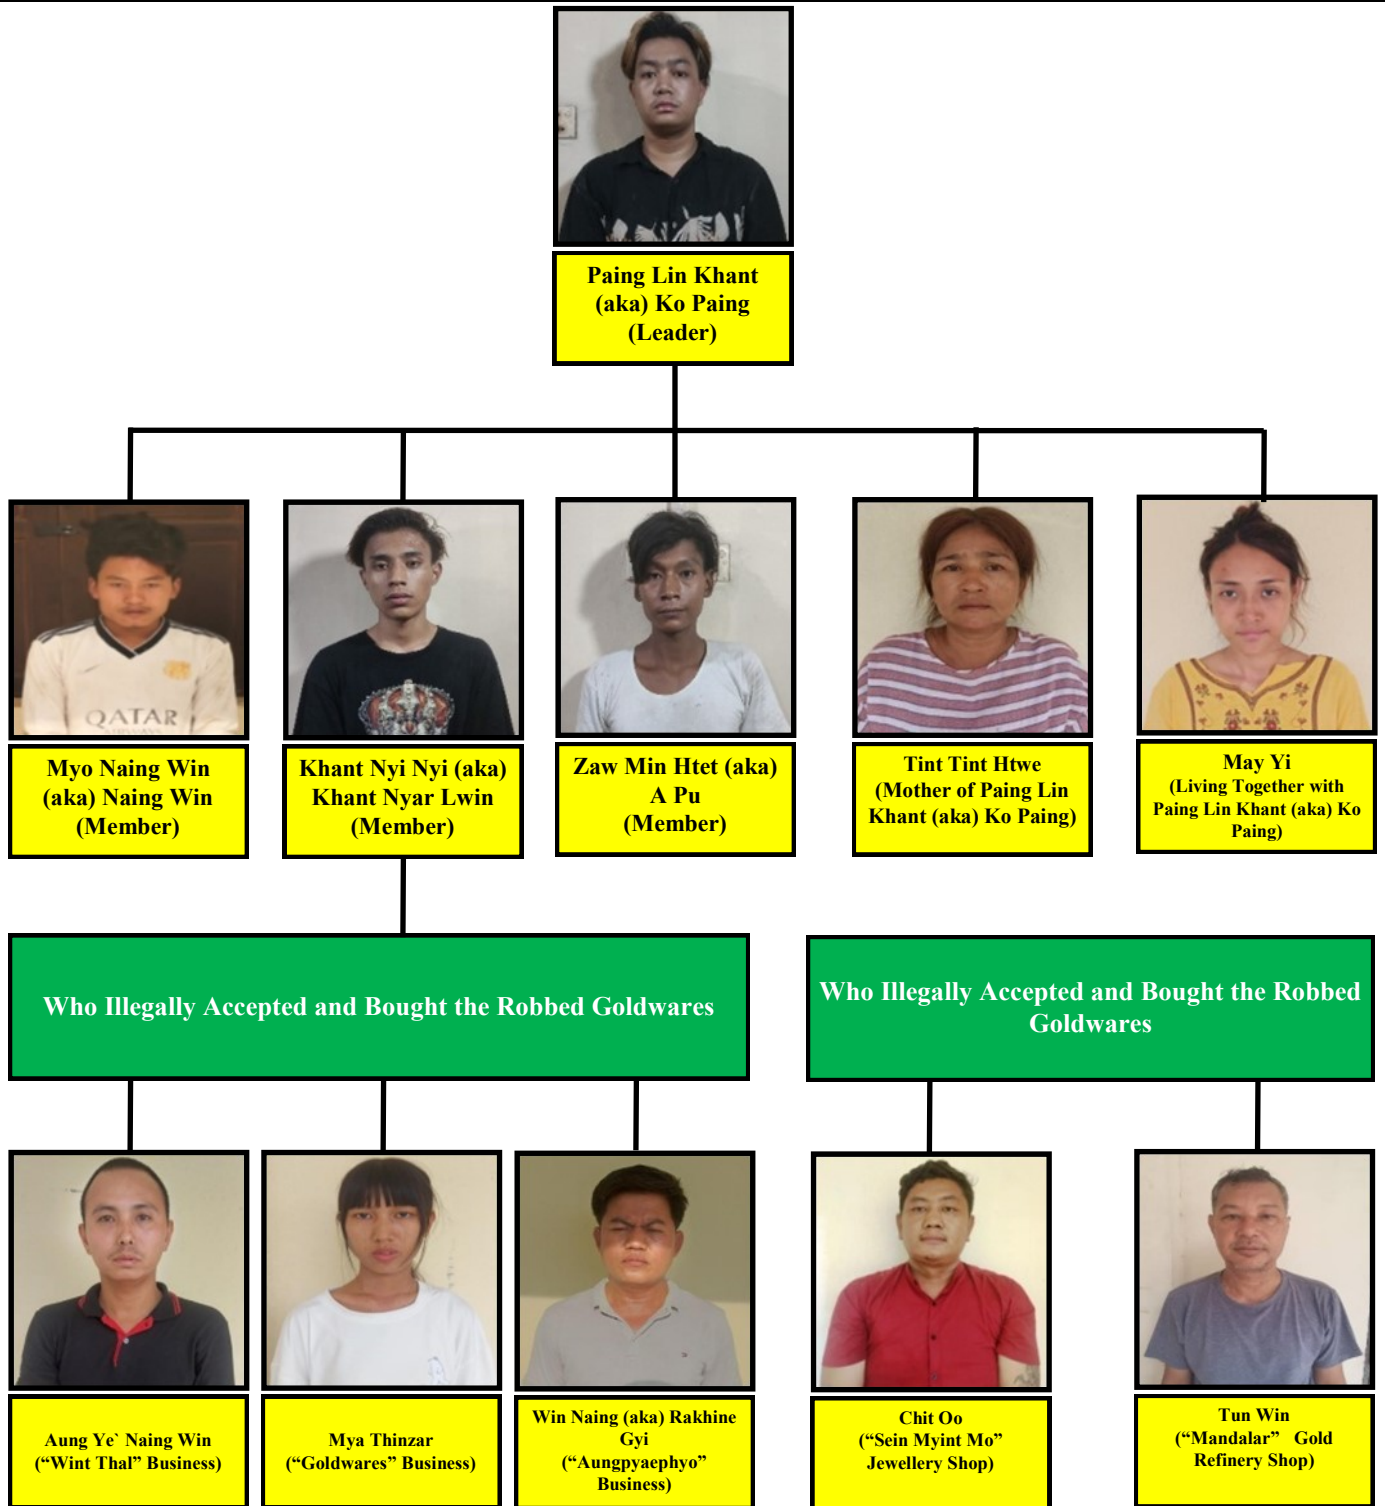 Paing Lin Khant
(aka) Ko Paing
(Leader)
QATAR
AIRWAYS
Myo Naing Win
(aka) Naing Win
(Member)
Khant Nyi Nyi (aka)
Khant Nyar Lwin
(Member)
Zaw Min Htet (aka)
A Pu
(Member)
Tint Tint Htwe
(Mother of Paing Lin
Khant (aka) Ko Paing)
May Yi
(Living Together with
Paing Lin Khant (aka) Ko
Paing)
Who Illegally Accepted and Bought the Robbed Goldwares
Who Illegally Accepted and Bought the Robbed
Goldwares
Aung Ye` Naing Win
(“Wint Thal” Business)
Mya Thinzar
(“Goldwares” Business)
Win Naing (aka) Rakhine
Gyi
(“Aungpyaephyo”
Business)
Chit Oo
(“Sein Myint Mo”
Jewellery Shop)
Tun Win
(“Mandalar” Gold
Refinery Shop)